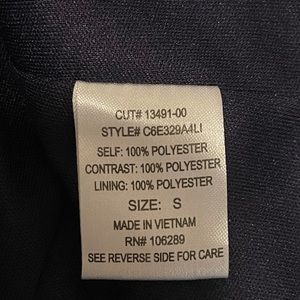 CUT# 13491-00
STYLE# C6E329A4LI
SELF: 100% POLYESTER
CONTRAST: 100% POLYESTER
LINING: 100% POLYESTER
SIZE: S
MADE IN VIETNAM
RN# 106289
SEE REVERSE SIDE FOR CARE